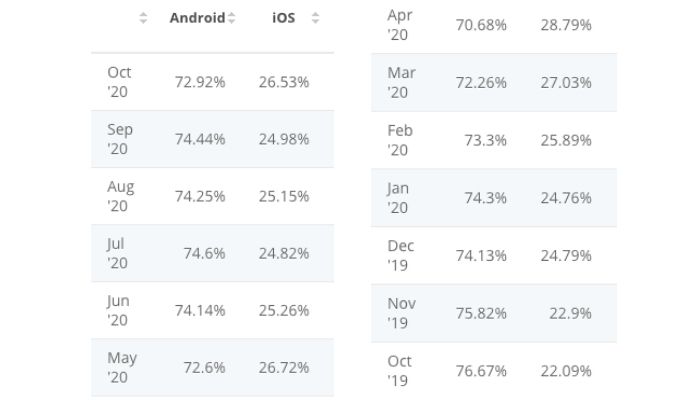 Android iOS
Oct '20 72.92% 26.53%
Sep '20 74.44% 24.98%
Aug '20 74.25% 25.15%
Jul '20 74.6% 24.82%
Jun '20 74.14% 25.26%
May '20 72.6% 26.72%
Apr '20 70.68% 28.79%
Mar '20 72.26% 27.03%
Feb '20 73.3% 25.89%
Jan '20 74.3% 24.76%
Dec '19 74.13% 24.79%
Nov '19 75.82% 22.9%
Oct '19 76.67% 22.09%